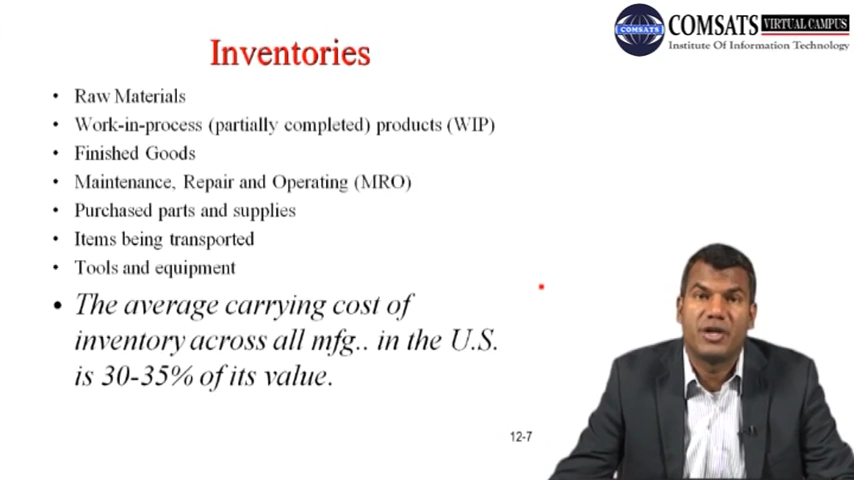 COMSATS VIRTUAL CAMPUS
COMSATS
Institute Of Information Technology
Inventories
• Raw Materials
• Work-in-process (partially completed) products (WIP)
• Finished Goods
• Maintenance, Repair and Operating (MRO)
• Purchased parts and supplies
• Items being transported
• Tools and equipment
• The average carrying cost of
inventory across all mfg.. in the U.S.
is 30-35% of its value.
12-7